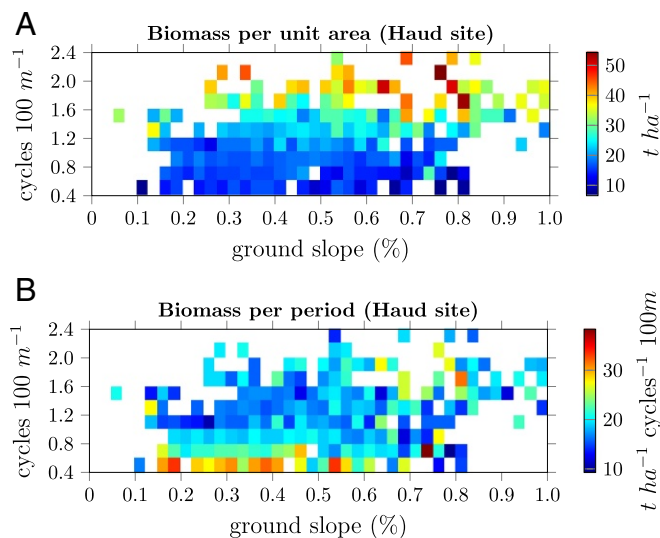 A
Biomass per unit area (Haud site)
cycles 100 m⁻¹
2.4
2.0
1.6
1.2
0.8
0.4
0 0.1 0.2 0.3 0.4 0.5 0.6 0.7 0.8 0.9 1.0
ground slope (%)
50
40
30
20
10
t ha⁻¹
B
Biomass per period (Haud site)
cycles 100 m⁻¹
2.4
2.0
1.6
1.2
0.8
0.4
0 0.1 0.2 0.3 0.4 0.5 0.6 0.7 0.8 0.9 1.0
ground slope (%)
30
20
10
t ha⁻¹ cycles⁻¹ 100m